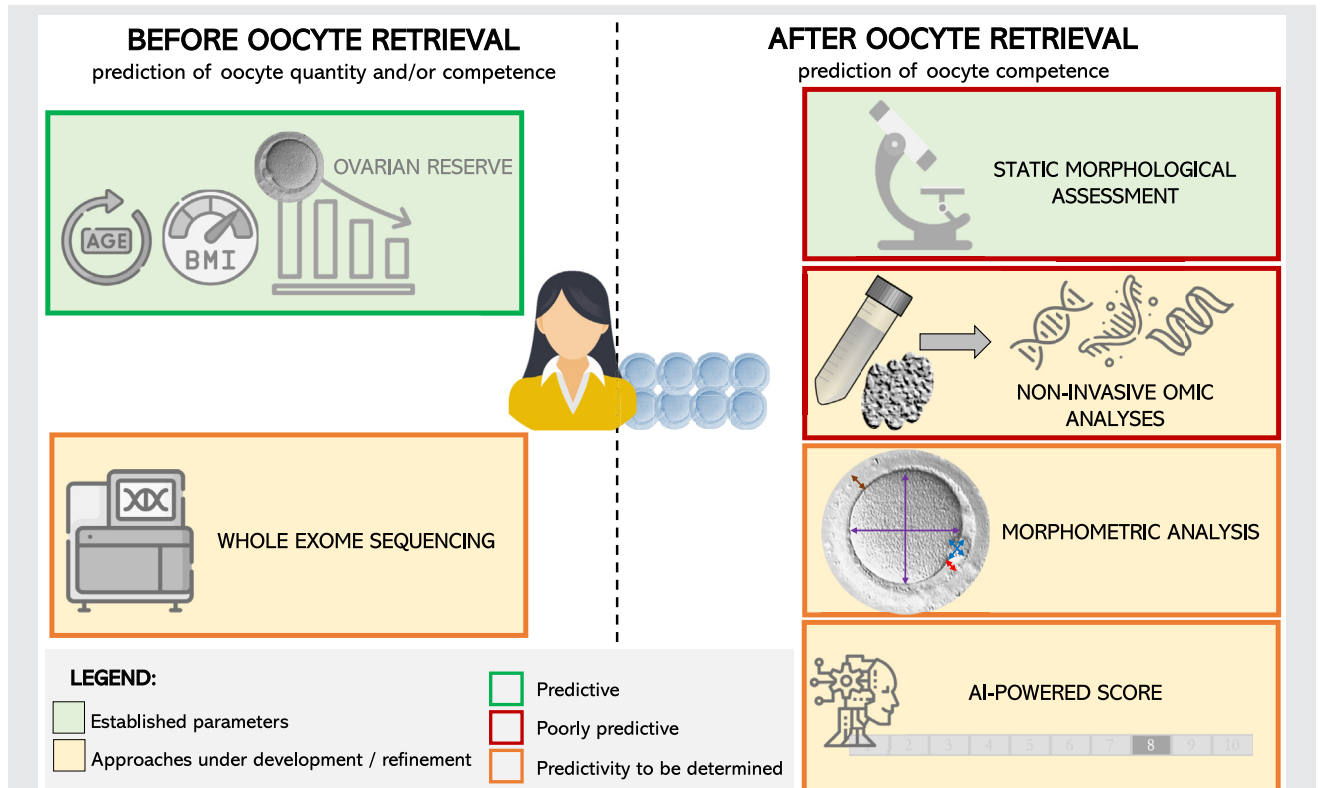 BEFORE OOCYTE RETRIEVAL
prediction of oocyte quantity and/or competence
OVARIAN RESERVE
AGE
BMI
WHOLE EXOME SEQUENCING
AFTER OOCYTE RETRIEVAL
prediction of oocyte competence
STATIC MORPHOLOGICAL
ASSESSMENT
NON-INVASIVE OMIC
ANALYSES
MORPHOMETRIC ANALYSIS
AI-POWERED SCORE
2 3 4 5 6 7 8 9 10
LEGEND:
Established parameters
Approaches under development / refinement
Predictive
Poorly predictive
Predictivity to be determined